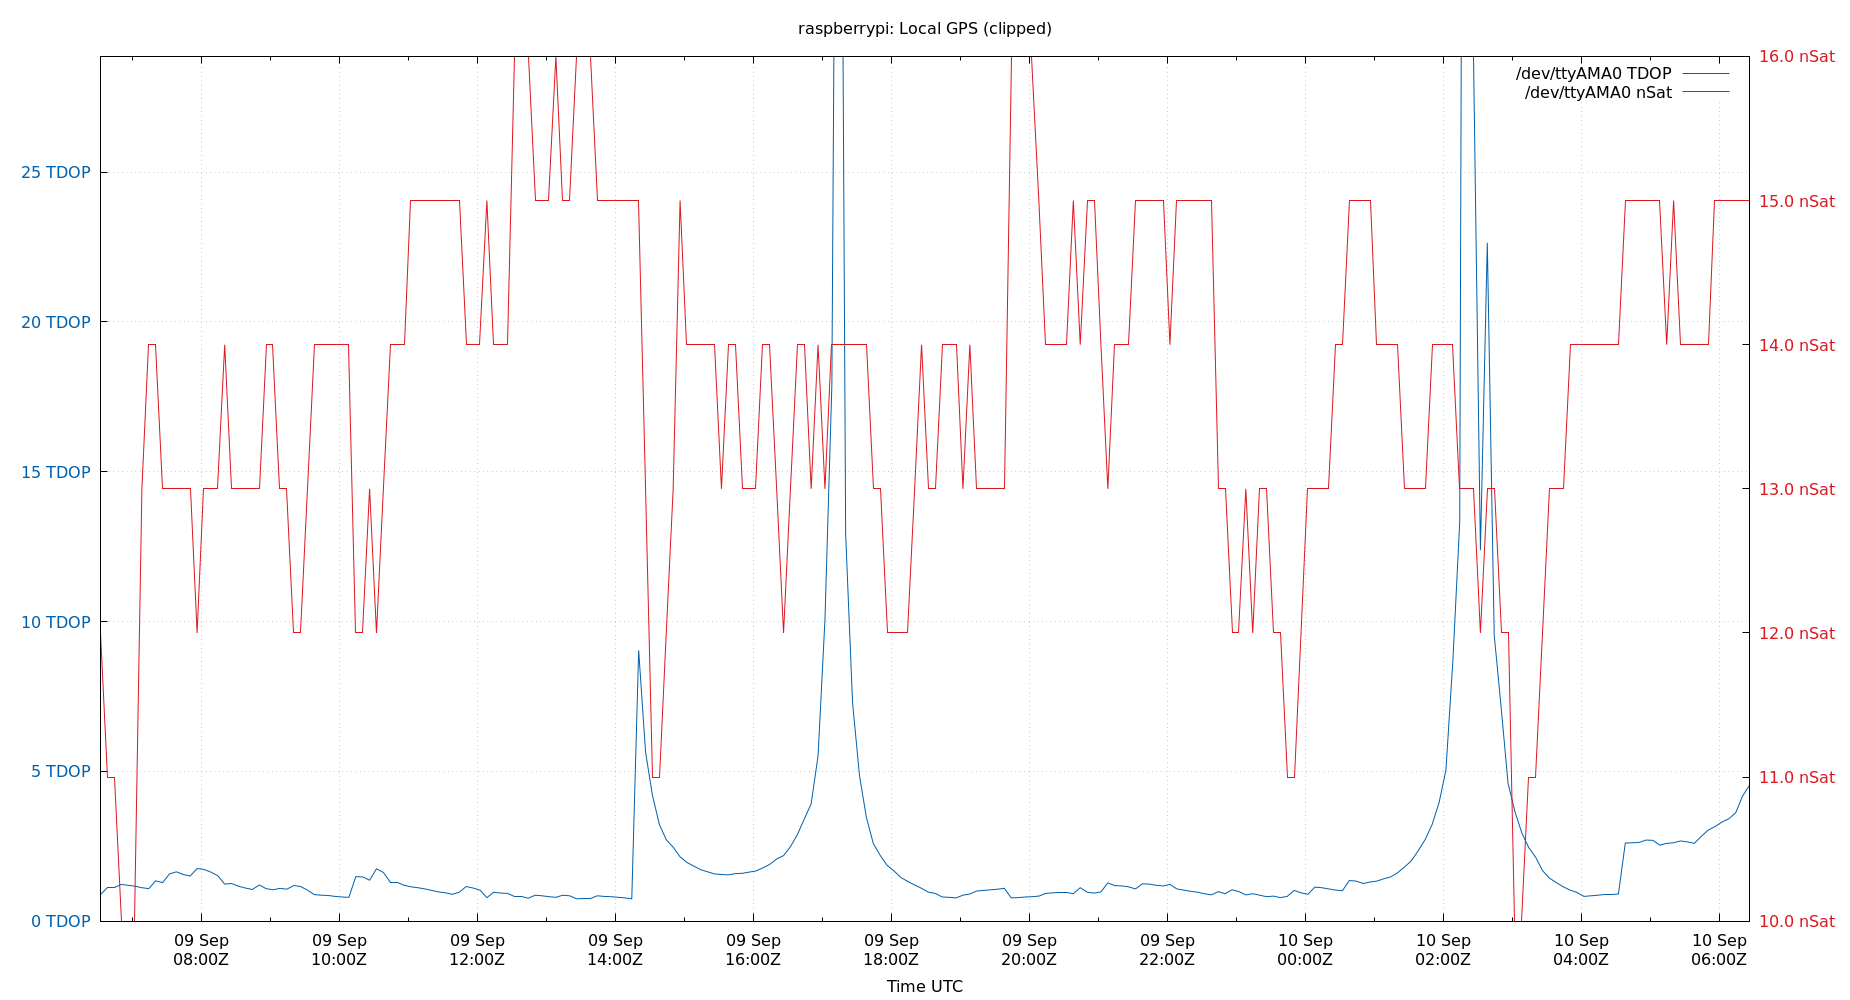 raspberrypi: Local GPS (clipped)
/dev/ttyAMA0 TDOP
/dev/ttyAMA0 nSat
25 TDOP
20 TDOP
15 TDOP
10 TDOP
5 TDOP
0 TDOP
16.0 nSat
15.0 nSat
14.0 nSat
13.0 nSat
12.0 nSat
11.0 nSat
10.0 nSat
09 Sep
08:00Z
09 Sep
10:00Z
09 Sep
12:00Z
09 Sep
14:00Z
09 Sep
16:00Z
09 Sep
18:00Z
09 Sep
20:00Z
09 Sep
22:00Z
10 Sep
00:00Z
10 Sep
02:00Z
10 Sep
04:00Z
10 Sep
06:00Z
Time UTC